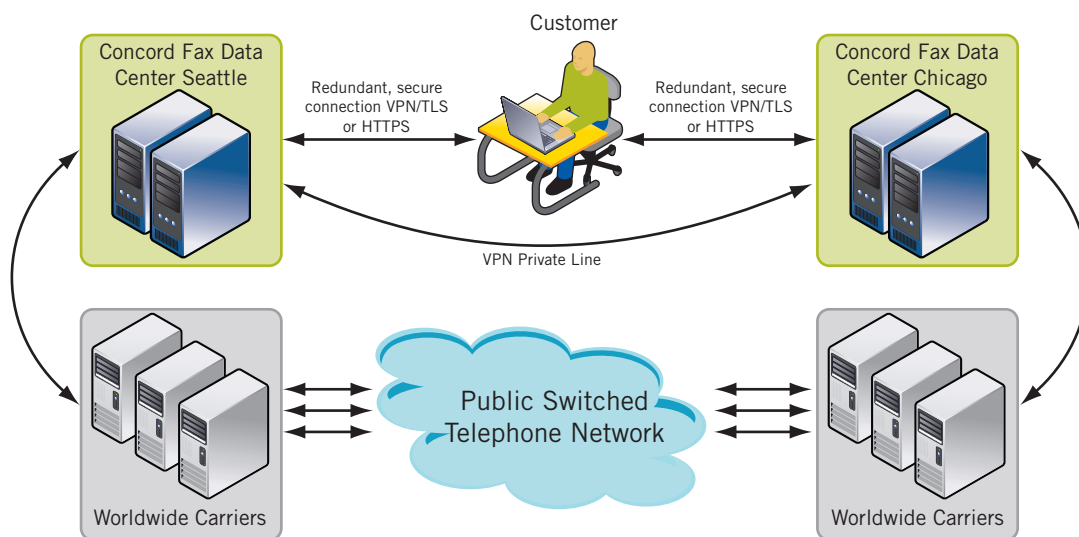 Customer
Concord Fax Data
Center Seattle
Redundant, secure
connection VPN/TLS
or HTTPS
Redundant, secure
connection VPN/TLS
or HTTPS
Concord Fax Data
Center Chicago
VPN Private Line
Public Switched
Telephone Network
Worldwide Carriers
Worldwide Carriers